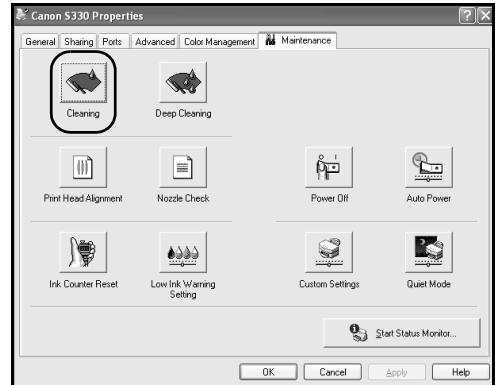 Canon S330 Properties
General Sharing Ports Advanced Color Management Maintenance
Cleaning Deep Cleaning
Print Head Alignment Nozzle Check Power Off Auto Power
Ink Counter Reset Low Ink Warning Setting Custom Settings Quiet Mode
Start Status Monitor...
OK Cancel Apply Help